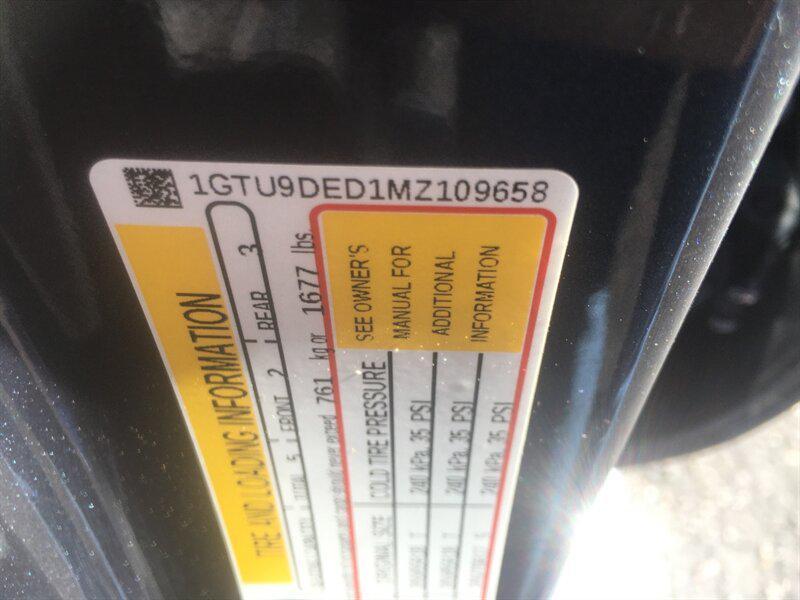 1GTU9DED1MZ109658
TIRE AND LOADING INFORMATION
TOTAL 5 FRONT 2 REAR 3
761 kg or 1677 lbs
COLD TIRE PRESSURE SEE OWNER'S
240 kPa, 35 PSI MANUAL FOR
240 kPa, 35 PSI ADDITIONAL
240 kPa, 35 PSI INFORMATION